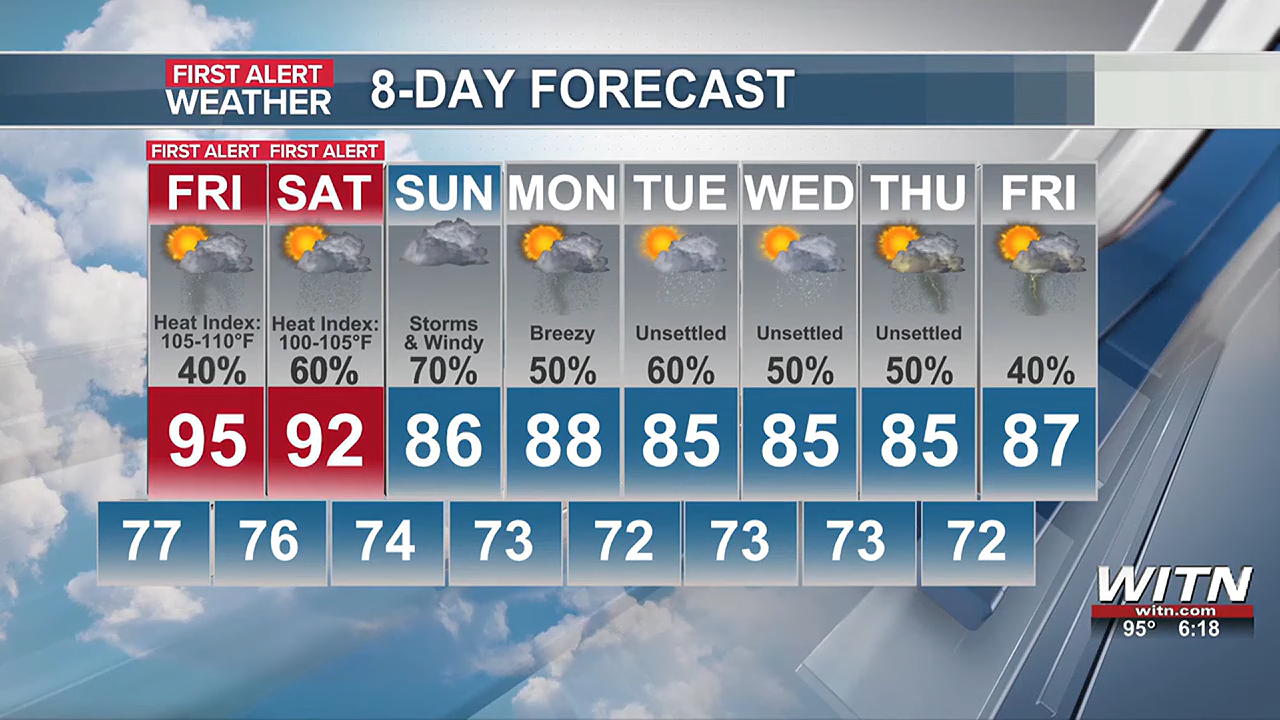 FIRST ALERT
WEATHER
8-DAY FORECAST
FIRST ALERT FIRST ALERT
FRI SAT SUN MON TUE WED THU FRI
Heat Index:
105-110°F
40%
Heat Index:
100-105°F
60%
Storms
& Windy
70%
Breezy
50%
Unsettled
60%
Unsettled
50%
Unsettled
50%
40%
95 92 86 88 85 85 85 87
77 76 74 73 72 73 73 72
WITN
witn.com
95° 6:18